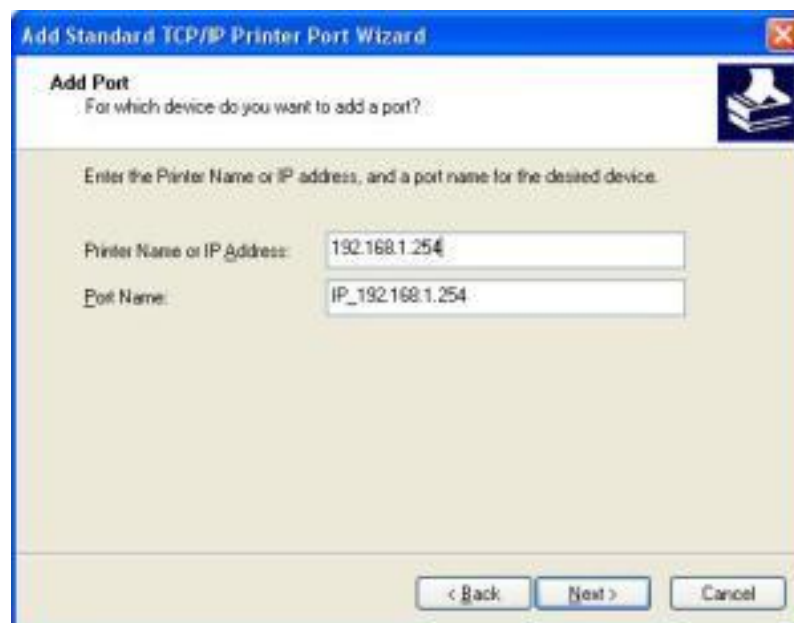 Add Standard TCP/IP Printer Port Wizard
Add Port
For which device do you want to add a port?
Enter the Printer Name or IP address, and a port name for the desired device.
Printer Name or IP Address: 192.168.1.254
Port Name: IP_192.168.1.254
< Back Next > Cancel